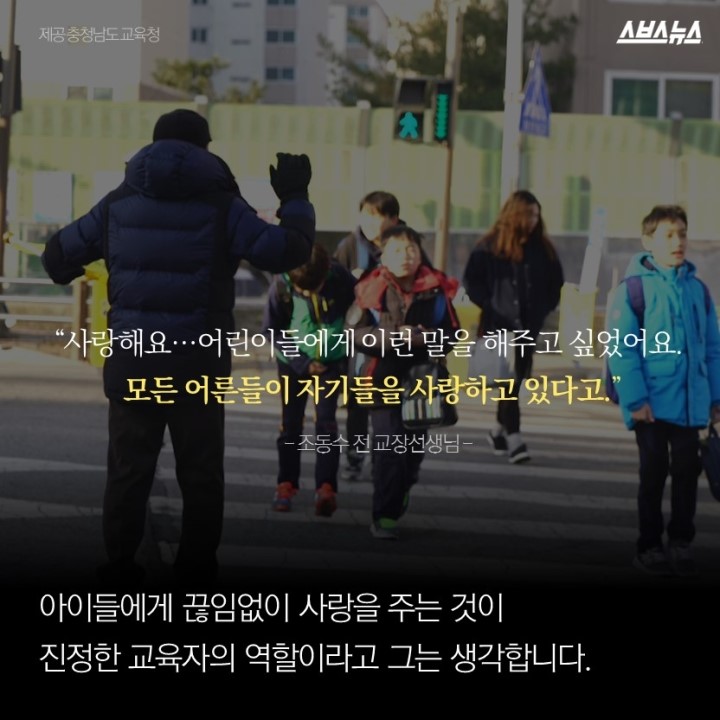 제공 충청남도 교육청
스브스뉴스
“사랑해요…어린이들에게 이런 말을 해주고 싶었어요.
모든 어른들이 자기들을 사랑하고 있다고.”
– 조동수 전 교장선생님 –
아이들에게 끊임없이 사랑을 주는 것이
진정한 교육자의 역할이라고 그는 생각합니다.